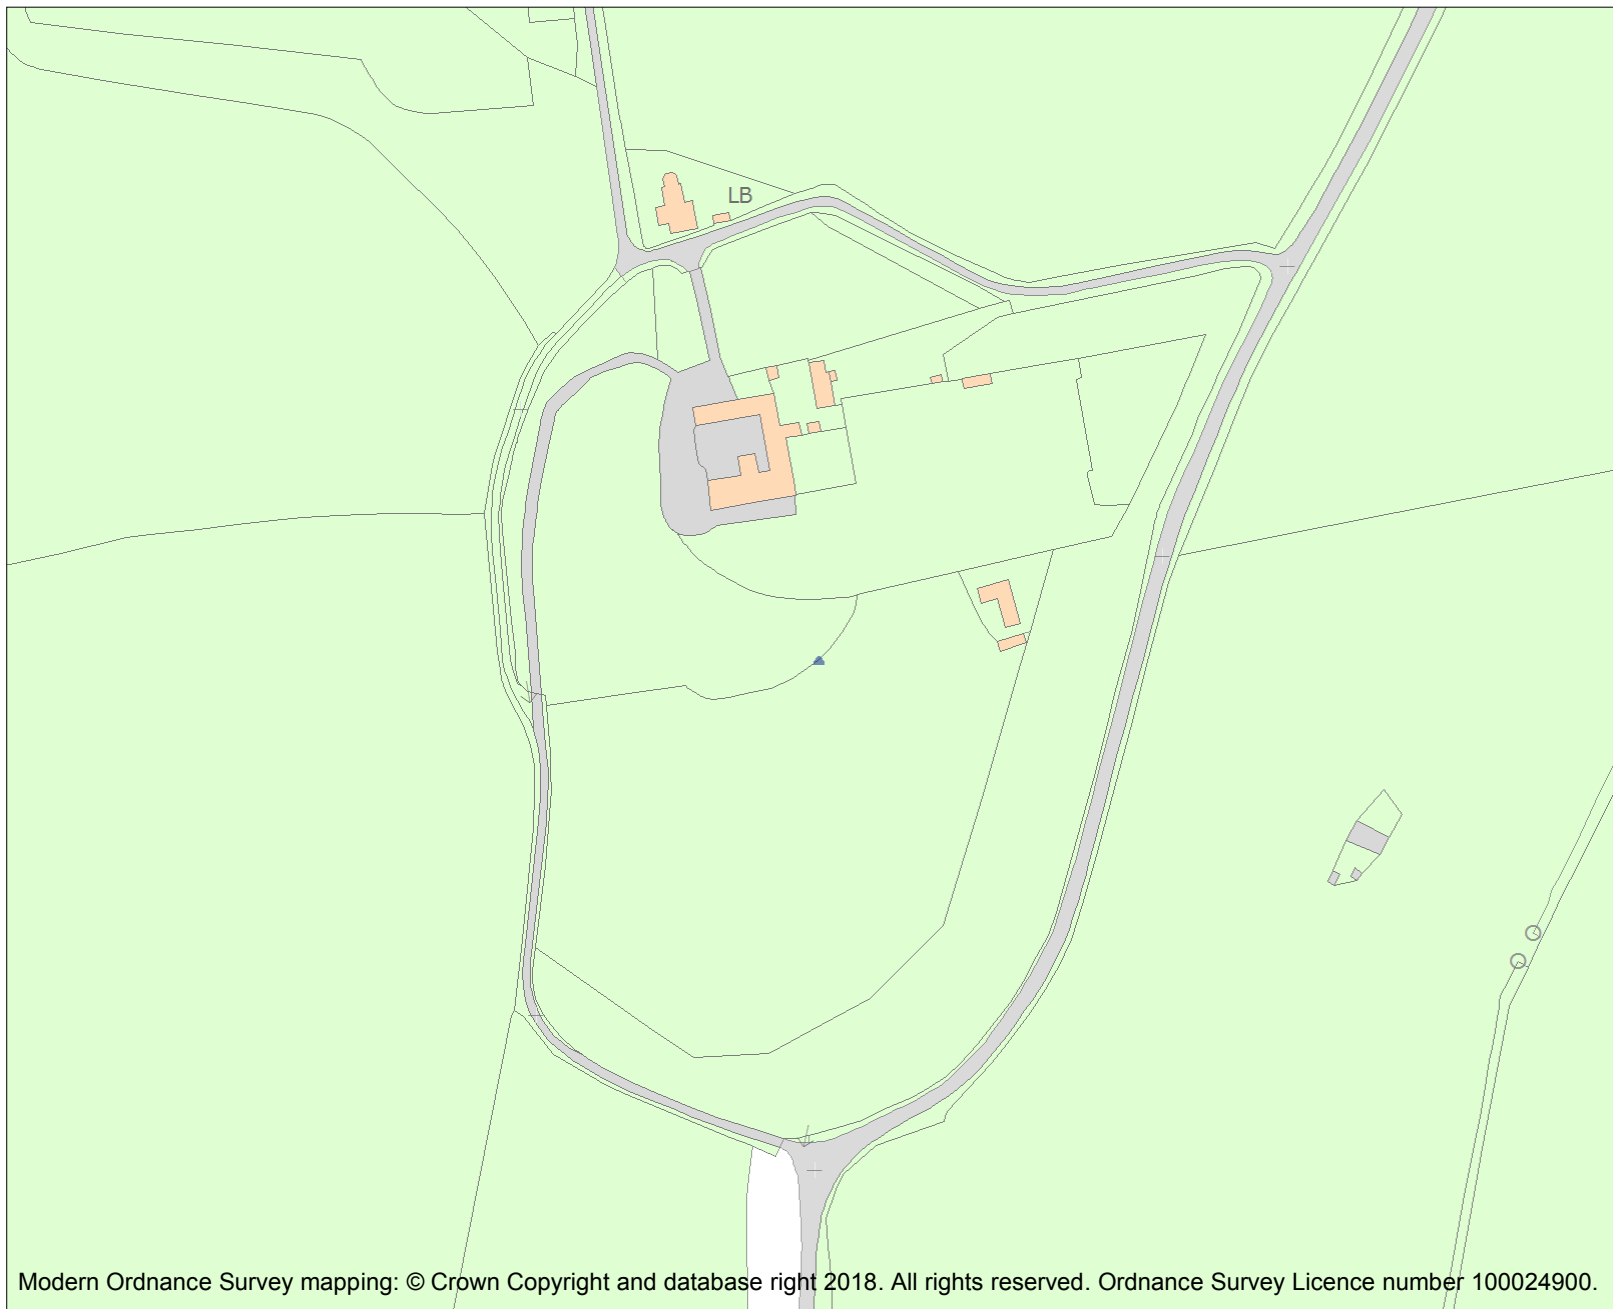 LB
Modern Ordnance Survey mapping: © Crown Copyright and database right 2018. All rights reserved. Ordnance Survey Licence number 100024900.